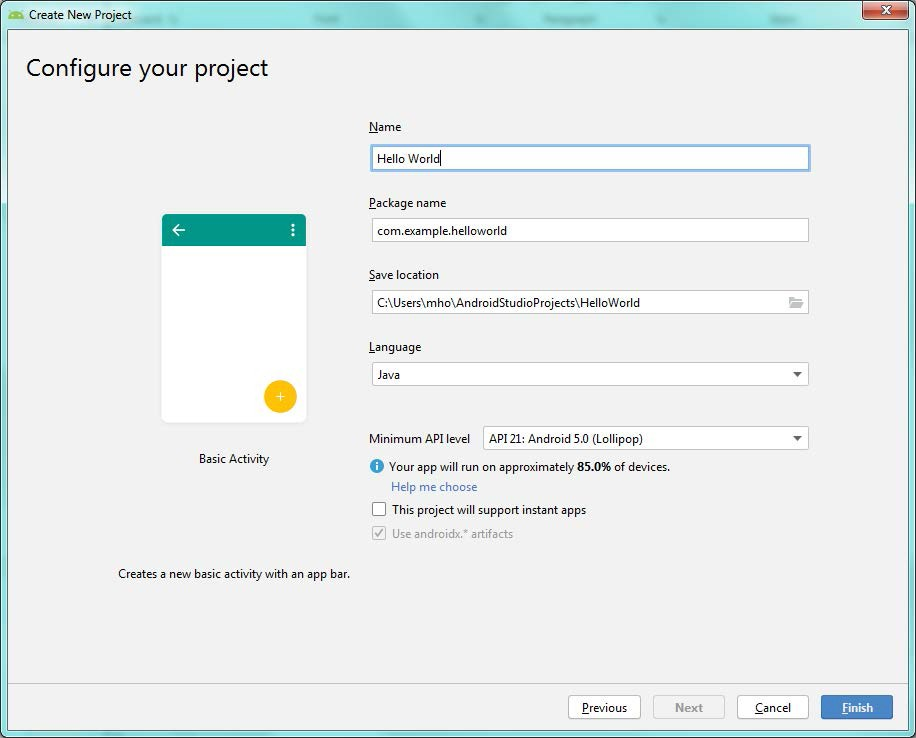 Create New Project
Configure your project
Name
Hello World
Package name
com.example.helloworld
Save location
C:\Users\mho\AndroidStudioProjects\HelloWorld
Language
Java
Minimum API level API 21: Android 5.0 (Lollipop)
Basic Activity
Your app will run on approximately 85.0% of devices.
Help me choose
This project will support instant apps
Use androidx.* artifacts
Creates a new basic activity with an app bar.
Previous Next Cancel Finish